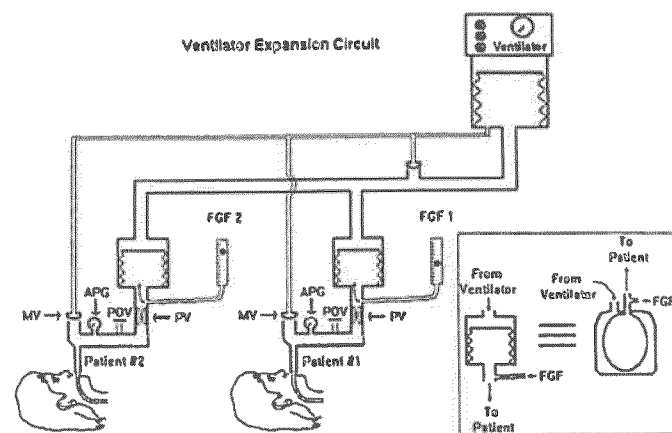 Ventilator Expansion Circuit
Ventilator
FGF 2
FGF 1
APG
POV
MV
PV
Patient #2
APG
POV
MV
PV
Patient #1
From
Ventilator
FGF
To
Patient
To
Patient
From
Ventilator
FGF